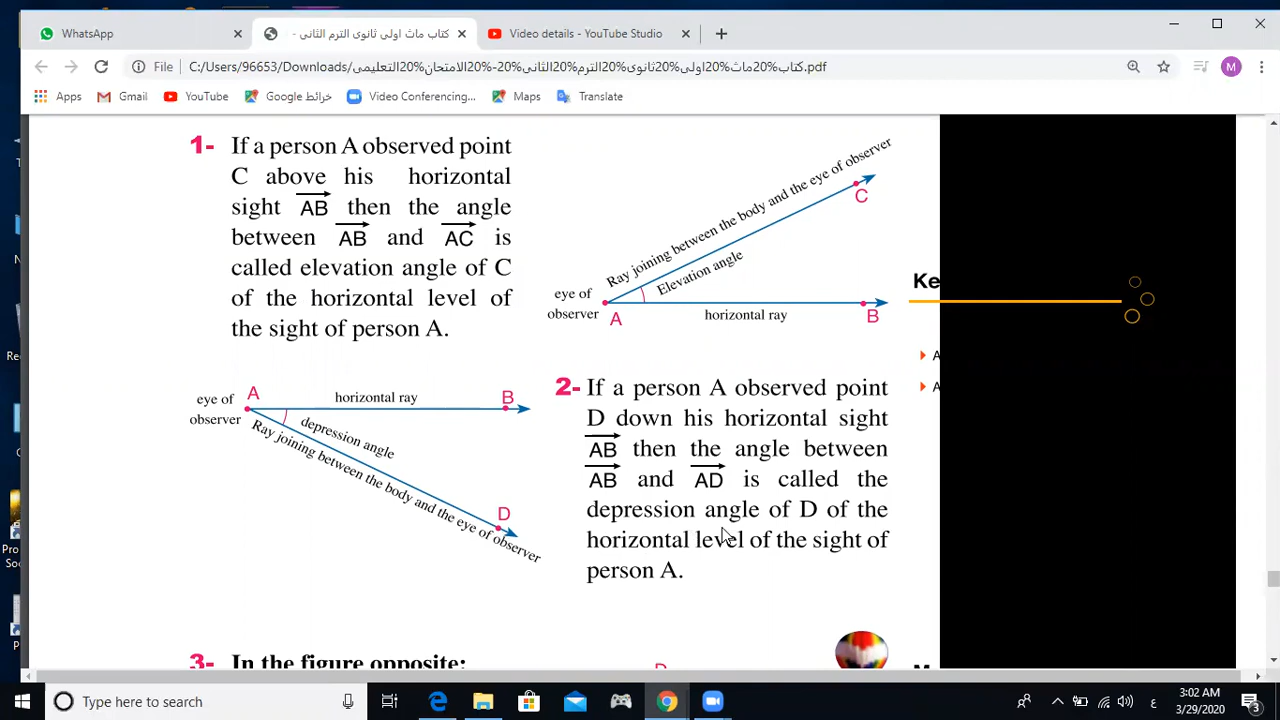 WhatsApp
كتاب ماث اولى ثانوى الترم الثانى -
Video details - YouTube Studio
File
C:/Users/96653/Downloads/كتاب%20ماث%20اولى%20ثانوى%20الترم%20الثانى%20-%20الامتحان%20التعليمى.pdf
M
Apps
Gmail
YouTube
خرائط Google
Video Conferencing...
Maps
Translate
1- If a person A observed point
C above his horizontal
sight AB then the angle
between AB and AC is
called elevation angle of C
of the horizontal level of
the sight of person A.
Ray joining between the body and the eye of observer
C
Elevation angle
eye of
observer
A
horizontal ray
B
Ke
A
A
eye of
observer
A
horizontal ray
B
depression angle
Ray joining between the body and the eye of observer
D
2- If a person A observed point
D down his horizontal sight
AB then the angle between
AB and AD is called the
depression angle of D of the
horizontal level of the sight of
person A.
3- In the figure opposite:
Type here to search
ع
3:02 AM
3/29/2020
3